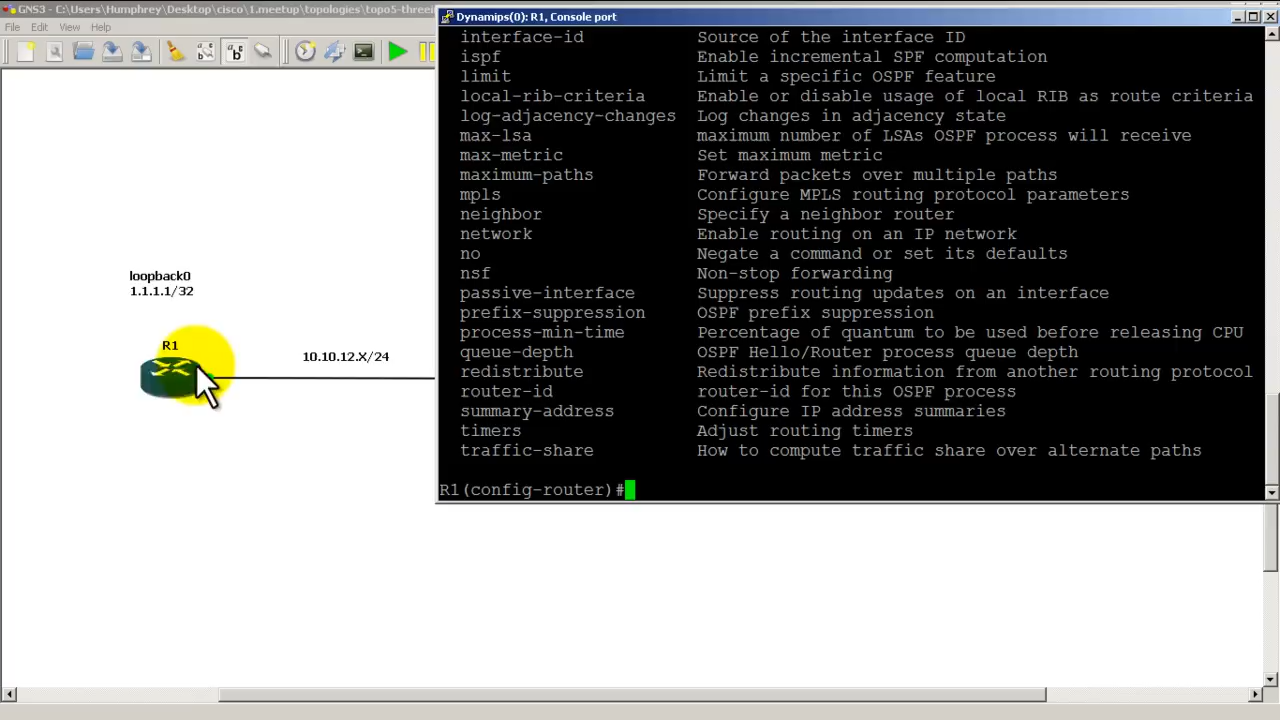 GNS3 - C:\Users\Humphrey\Desktop\cisco\1.meetup\topologies\topo5-threei
File Edit View Help
Dynamips(0): R1, Console port
interface-id Source of the interface ID
ispf Enable incremental SPF computation
limit Limit a specific OSPF feature
local-rib-criteria Enable or disable usage of local RIB as route criteria
log-adjacency-changes Log changes in adjacency state
max-lsa maximum number of LSAs OSPF process will receive
max-metric Set maximum metric
maximum-paths Forward packets over multiple paths
mpls Configure MPLS routing protocol parameters
neighbor Specify a neighbor router
network Enable routing on an IP network
no Negate a command or set its defaults
nsf Non-stop forwarding
passive-interface Suppress routing updates on an interface
prefix-suppression OSPF prefix suppression
process-min-time Percentage of quantum to be used before releasing CPU
queue-depth OSPF Hello/Router process queue depth
redistribute Redistribute information from another routing protocol
router-id router-id for this OSPF process
summary-address Configure IP address summaries
timers Adjust routing timers
traffic-share How to compute traffic share over alternate paths
R1(config-router)#
loopback0
1.1.1.1/32
R1
10.10.12.X/24